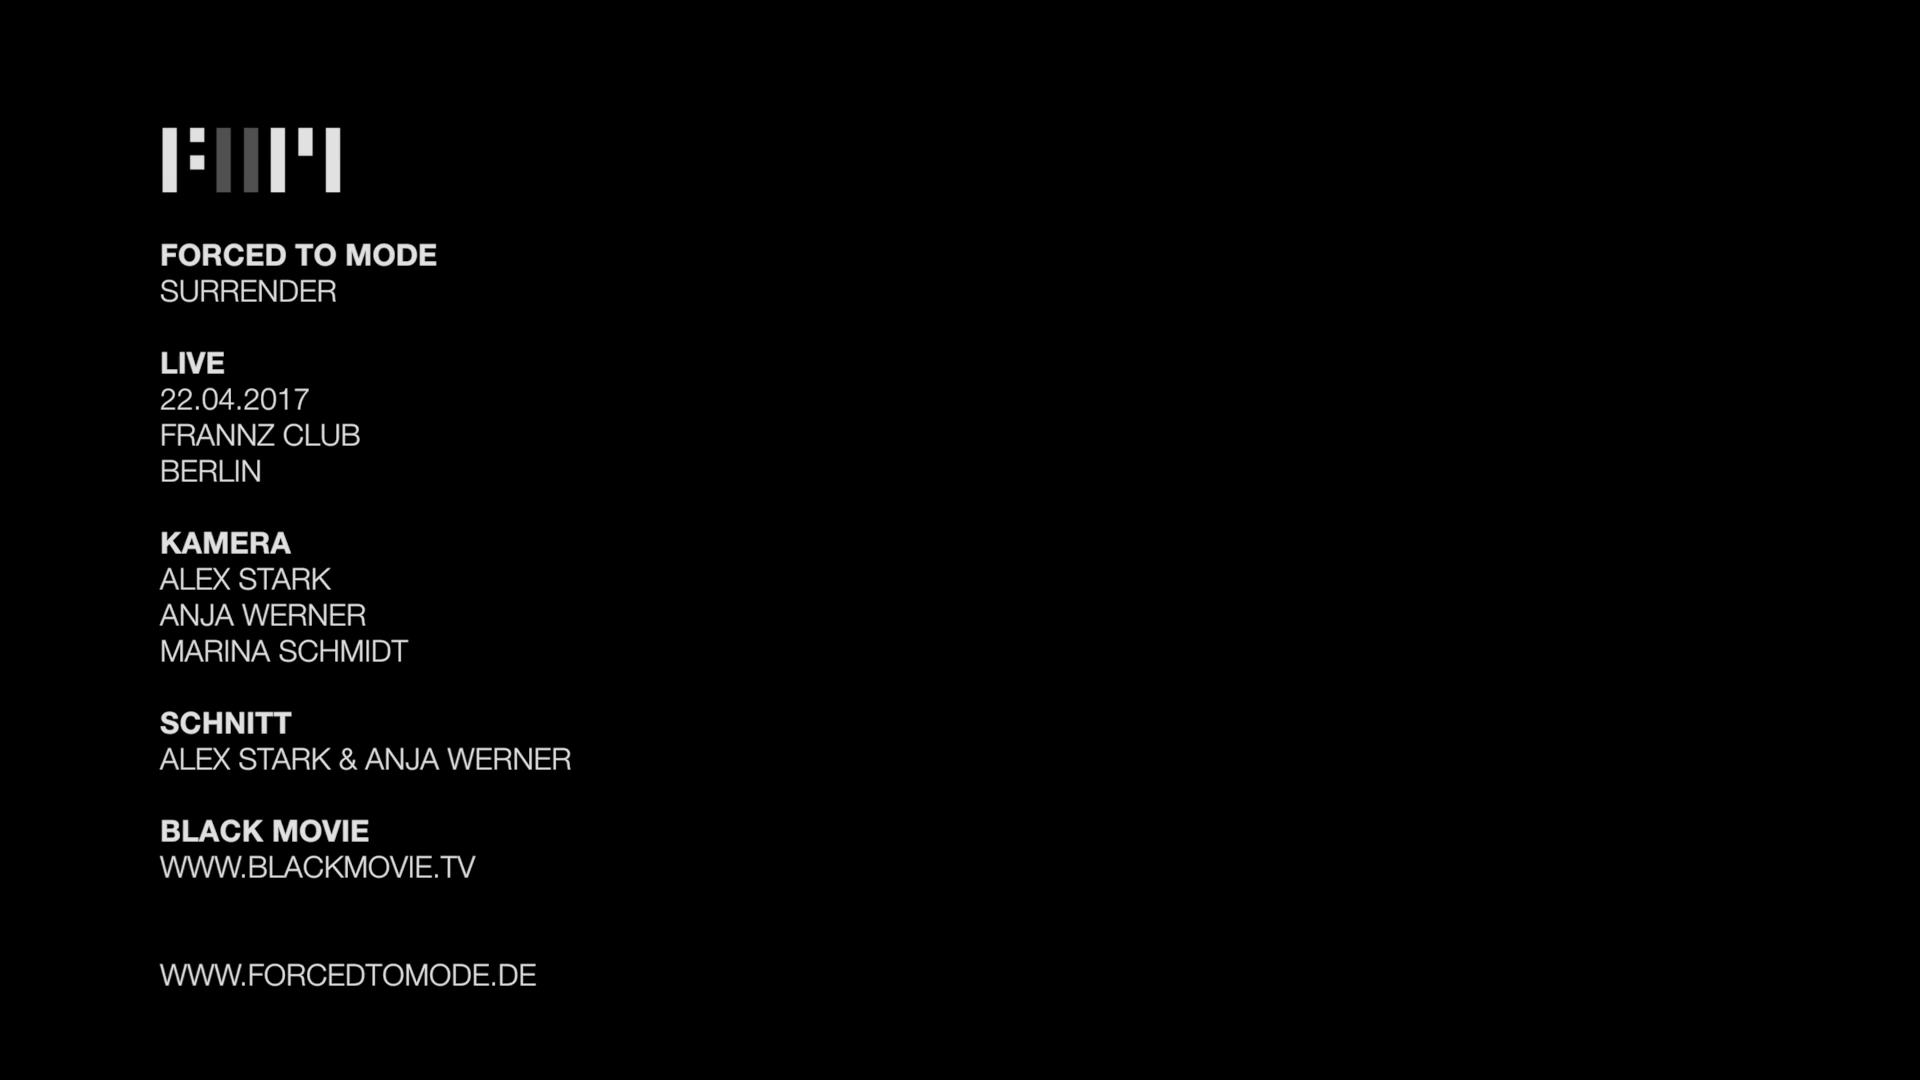 FORCED TO MODE
SURRENDER
LIVE
22.04.2017
FRANNZ CLUB
BERLIN
KAMERA
ALEX STARK
ANJA WERNER
MARINA SCHMIDT
SCHNITT
ALEX STARK & ANJA WERNER
BLACK MOVIE
WWW.BLACKMOVIE.TV
WWW.FORCEDTOMODE.DE